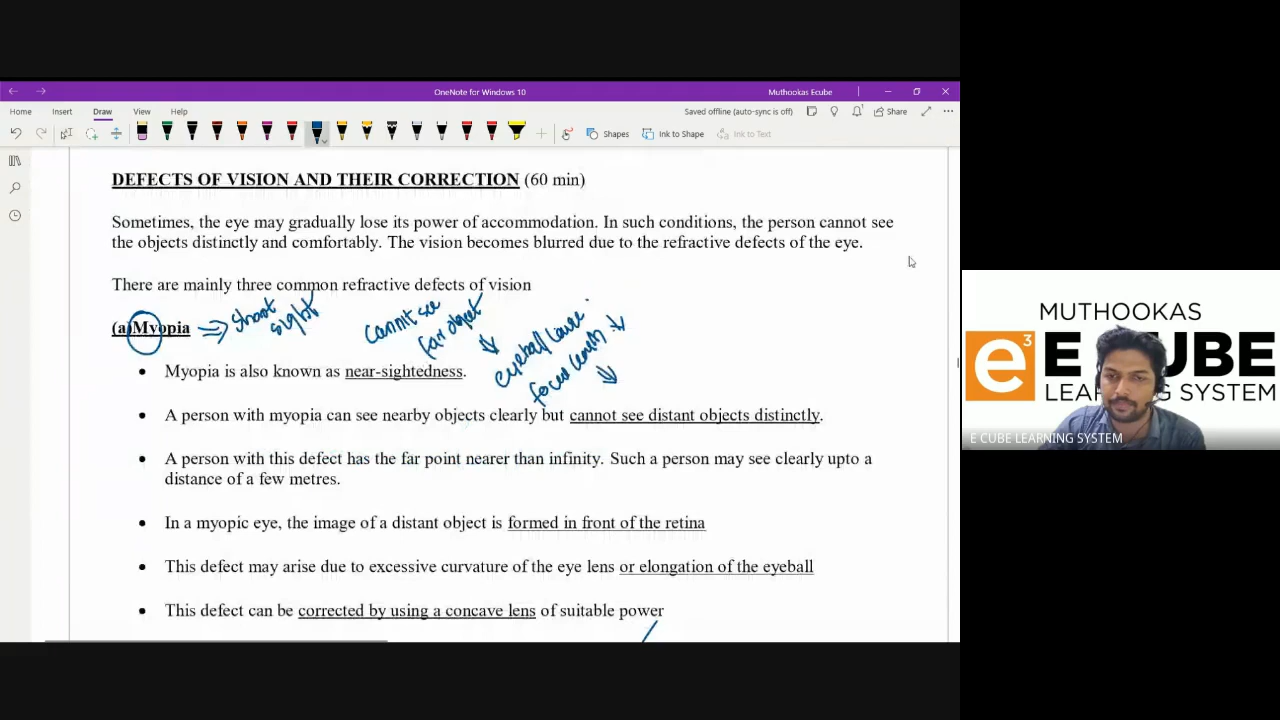 OneNote for Windows 10
Muthookas Ecube
Home Insert Draw View Help
Saved offline (auto-sync is off)
Share
Shapes
Ink to Shape
Ink to Text
DEFECTS OF VISION AND THEIR CORRECTION (60 min)
Sometimes, the eye may gradually lose its power of accommodation. In such conditions, the person cannot see
the objects distinctly and comfortably. The vision becomes blurred due to the refractive defects of the eye.
There are mainly three common refractive defects of vision
(a)Myopia
short
sight
cannot see
far object
eyeball
focal length
• Myopia is also known as near-sightedness.
• A person with myopia can see nearby objects clearly but cannot see distant objects distinctly.
• A person with this defect has the far point nearer than infinity. Such a person may see clearly upto a
distance of a few metres.
• In a myopic eye, the image of a distant object is formed in front of the retina
• This defect may arise due to excessive curvature of the eye lens or elongation of the eyeball
• This defect can be corrected by using a concave lens of suitable power
MUTHOOKAS
e3 E CUBE
LEARNING SYSTEM
E CUBE LEARNING SYSTEM